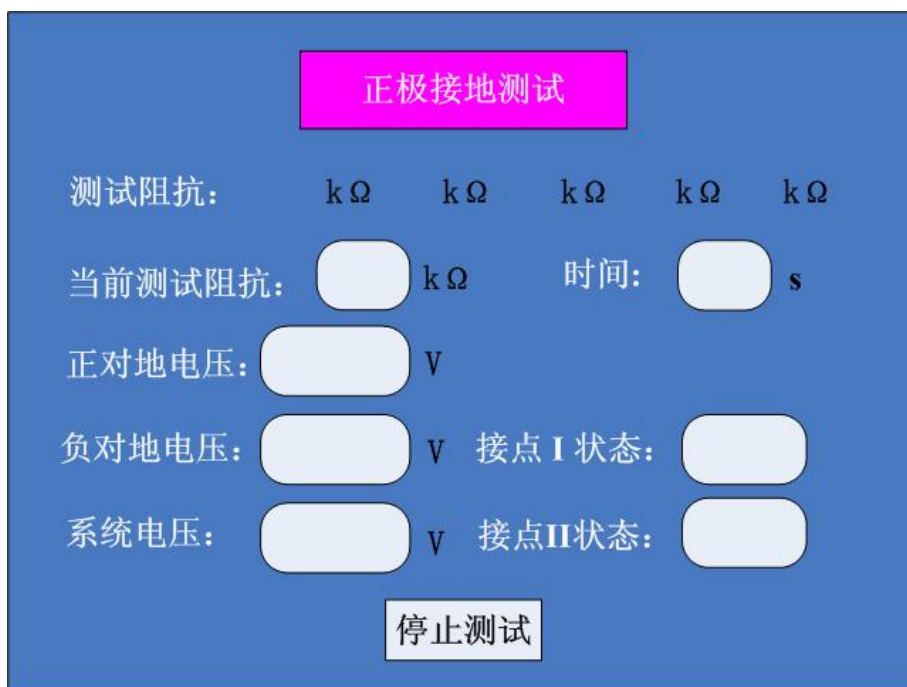 正极接地测试
测试阻抗： kΩ kΩ kΩ kΩ kΩ
当前测试阻抗： kΩ 时间： s
正对地电压： V
负对地电压： V 接点 I 状态：
系统电压： V 接点II状态：
停止测试